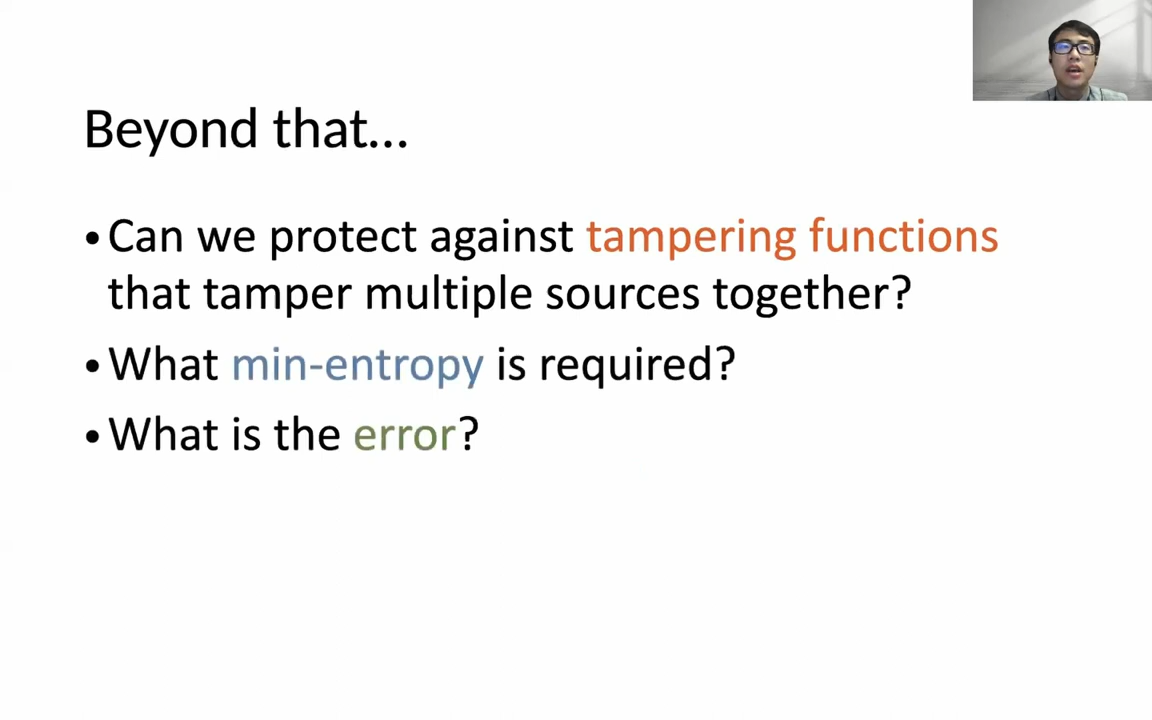 Beyond that...
•Can we protect against tampering functions
that tamper multiple sources together?
•What min-entropy is required?
•What is the error?